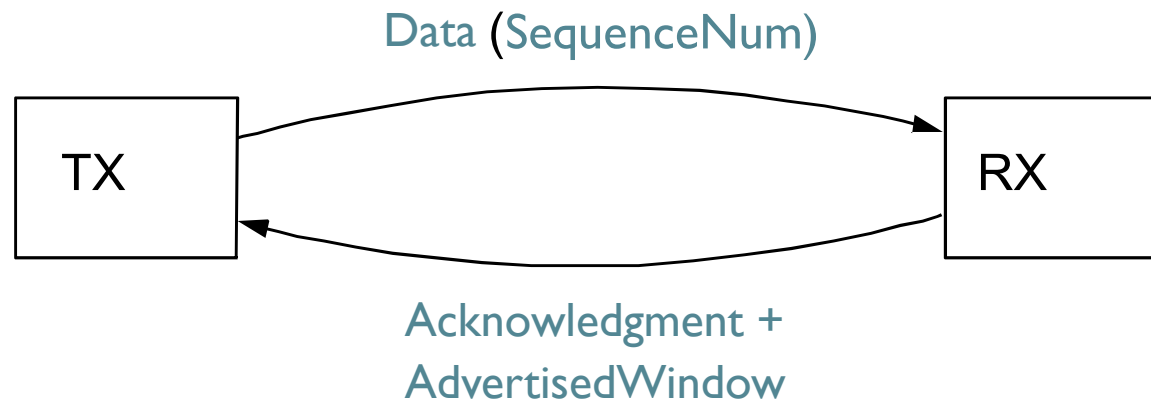 Data (SequenceNum)
TX
RX
Acknowledgment +
AdvertisedWindow